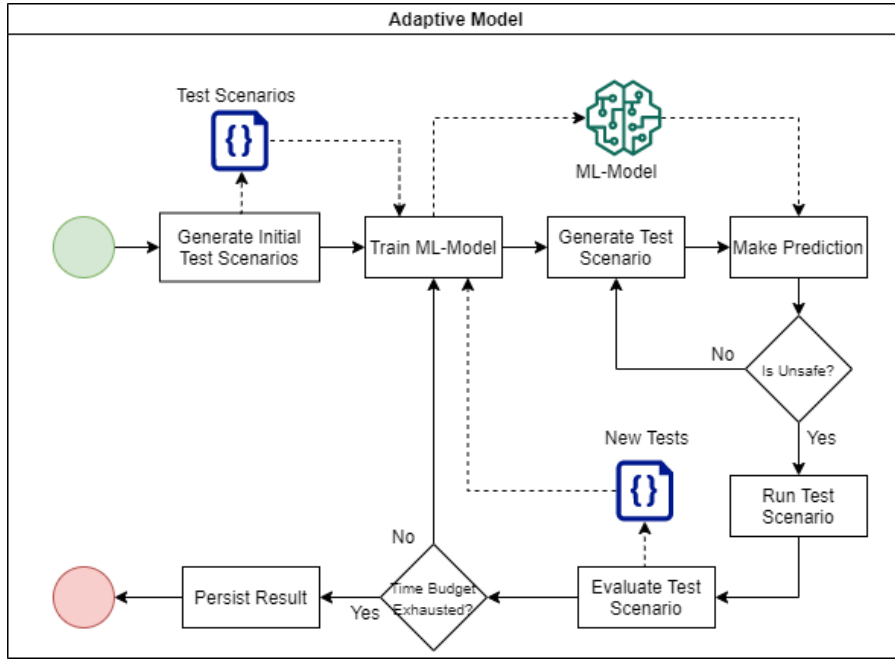 Adaptive Model
Test Scenarios
{}
ML-Model
Generate Initial
Test Scenarios
Train ML-Model
Generate Test
Scenario
Make Prediction
No
Is Unsafe?
Yes
New Tests
{}
Run Test
Scenario
No
Persist Result
Yes
Time Budget
Exhausted?
Evaluate Test
Scenario